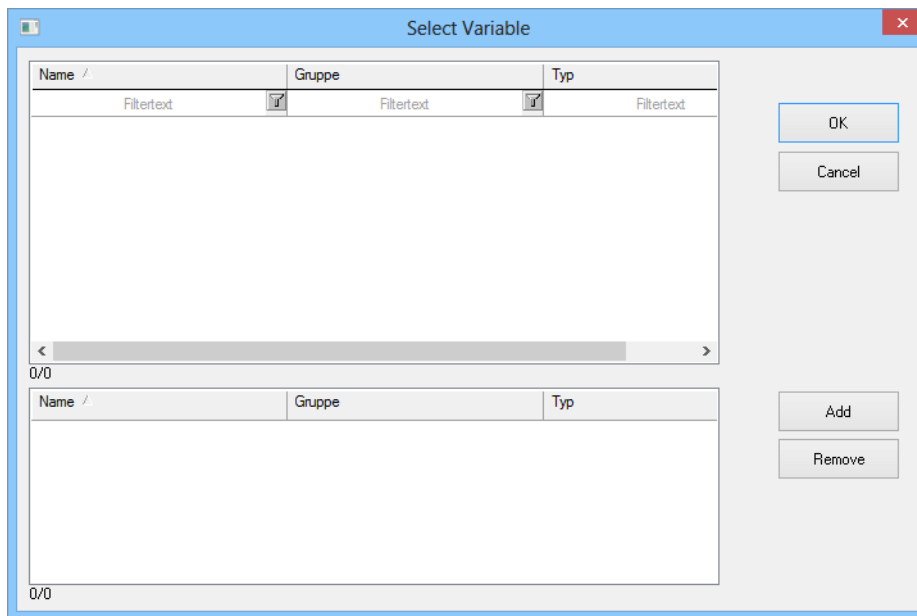 Select Variable
Name Gruppe Typ
Filtertext Filtertext Filtertext
OK
Cancel
0/0
Name Gruppe Typ
Add
Remove
0/0